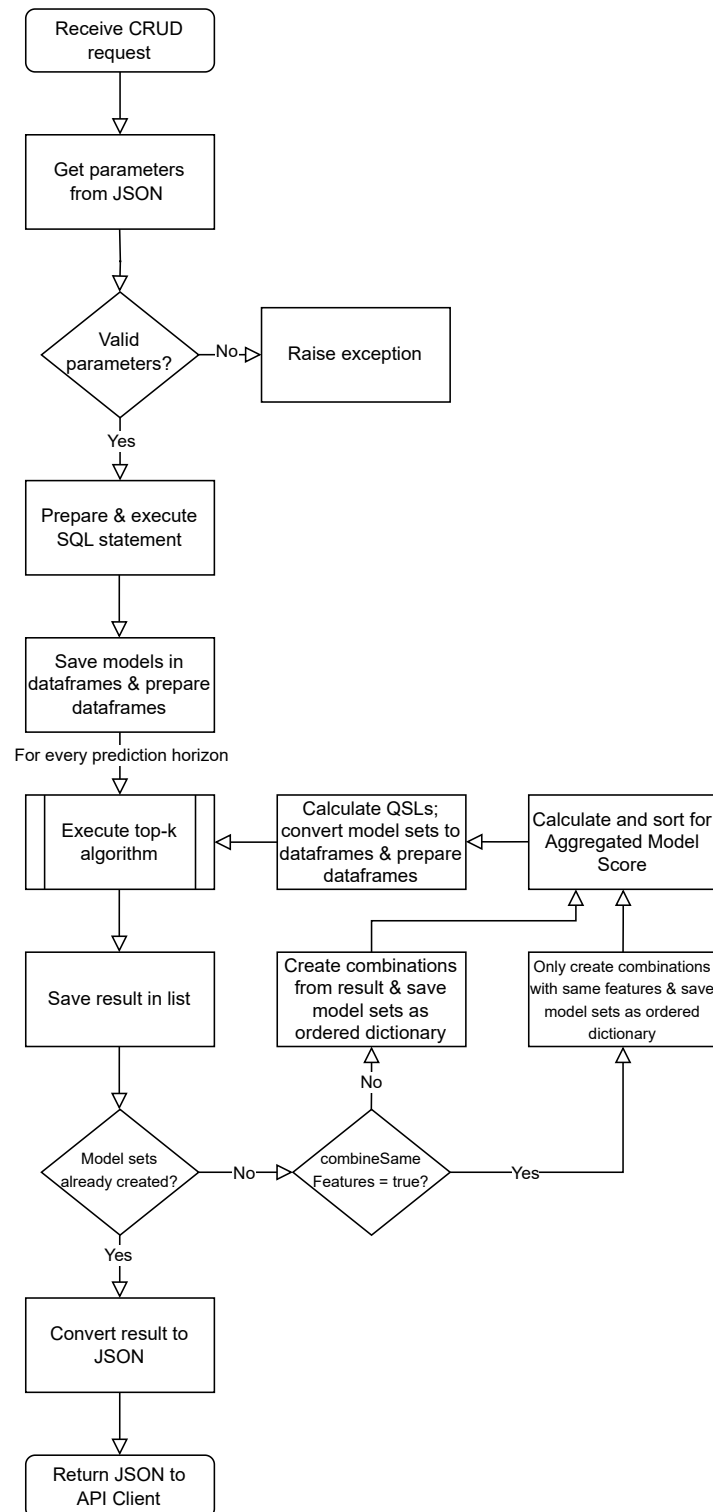 Receive CRUD
request
Get parameters
from JSON
Valid
parameters?
No
Raise exception
Yes
Prepare & execute
SQL statement
Save models in
dataframes & prepare
dataframes
For every prediction horizon
Execute top-k
algorithm
Calculate QSLs;
convert model sets to
dataframes & prepare
dataframes
Calculate and sort for
Aggregated Model
Score
Save result in list
Create combinations
from result & save
model sets as
ordered dictionary
Only create combinations
with same features & save
model sets as ordered
dictionary
No
Model sets
already created?
No
combineSame
Features = true?
Yes
Yes
Convert result to
JSON
Return JSON to
API Client